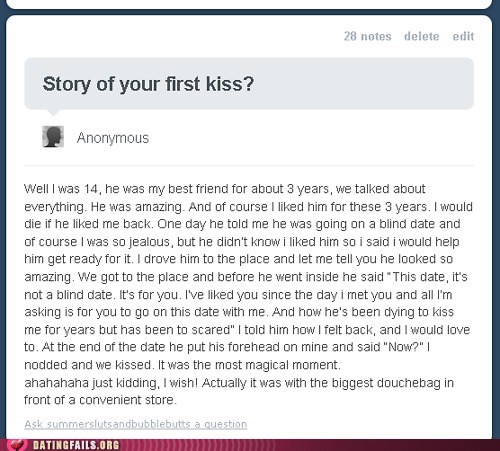 28 notes delete edit
Story of your first kiss?
Anonymous
Well I was 14, he was my best friend for about 3 years, we talked about
everything. He was amazing. And of course I liked him for these 3 years. I would
die if he liked me back. One day he told me he was going on a blind date and
of course I was so jealous, but he didn't know i liked him so i said i would help
him get ready for it. I drove him to the place and let me tell you he looked so
amazing. We got to the place and before he went inside he said "This date, it's
not a blind date. It's for you. I've liked you since the day i met you and all I'm
asking is for you to go on this date with me. And how he's been dying to kiss
me for years but has been to scared" I told him how I felt back, and I would love
to. At the end of the date he put his forehead on mine and said "Now?" I
nodded and we kissed. It was the most magical moment.
ahahahaha just kidding, I wish! Actually it was with the biggest douchebag in
front of a convenient store.
Ask summerslutsandbubblebutts a question
DATINGFAILS.ORG